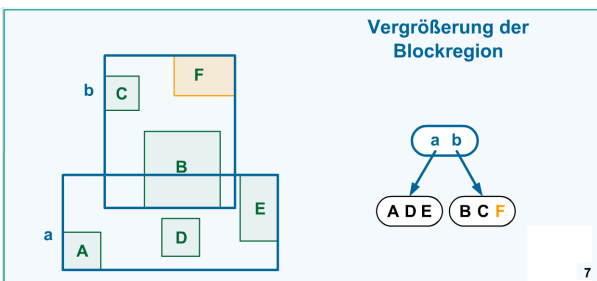 Vergrößerung der
Blockregion
F
b
C
B
a b
E
A D E
B C F
a
D
A
7